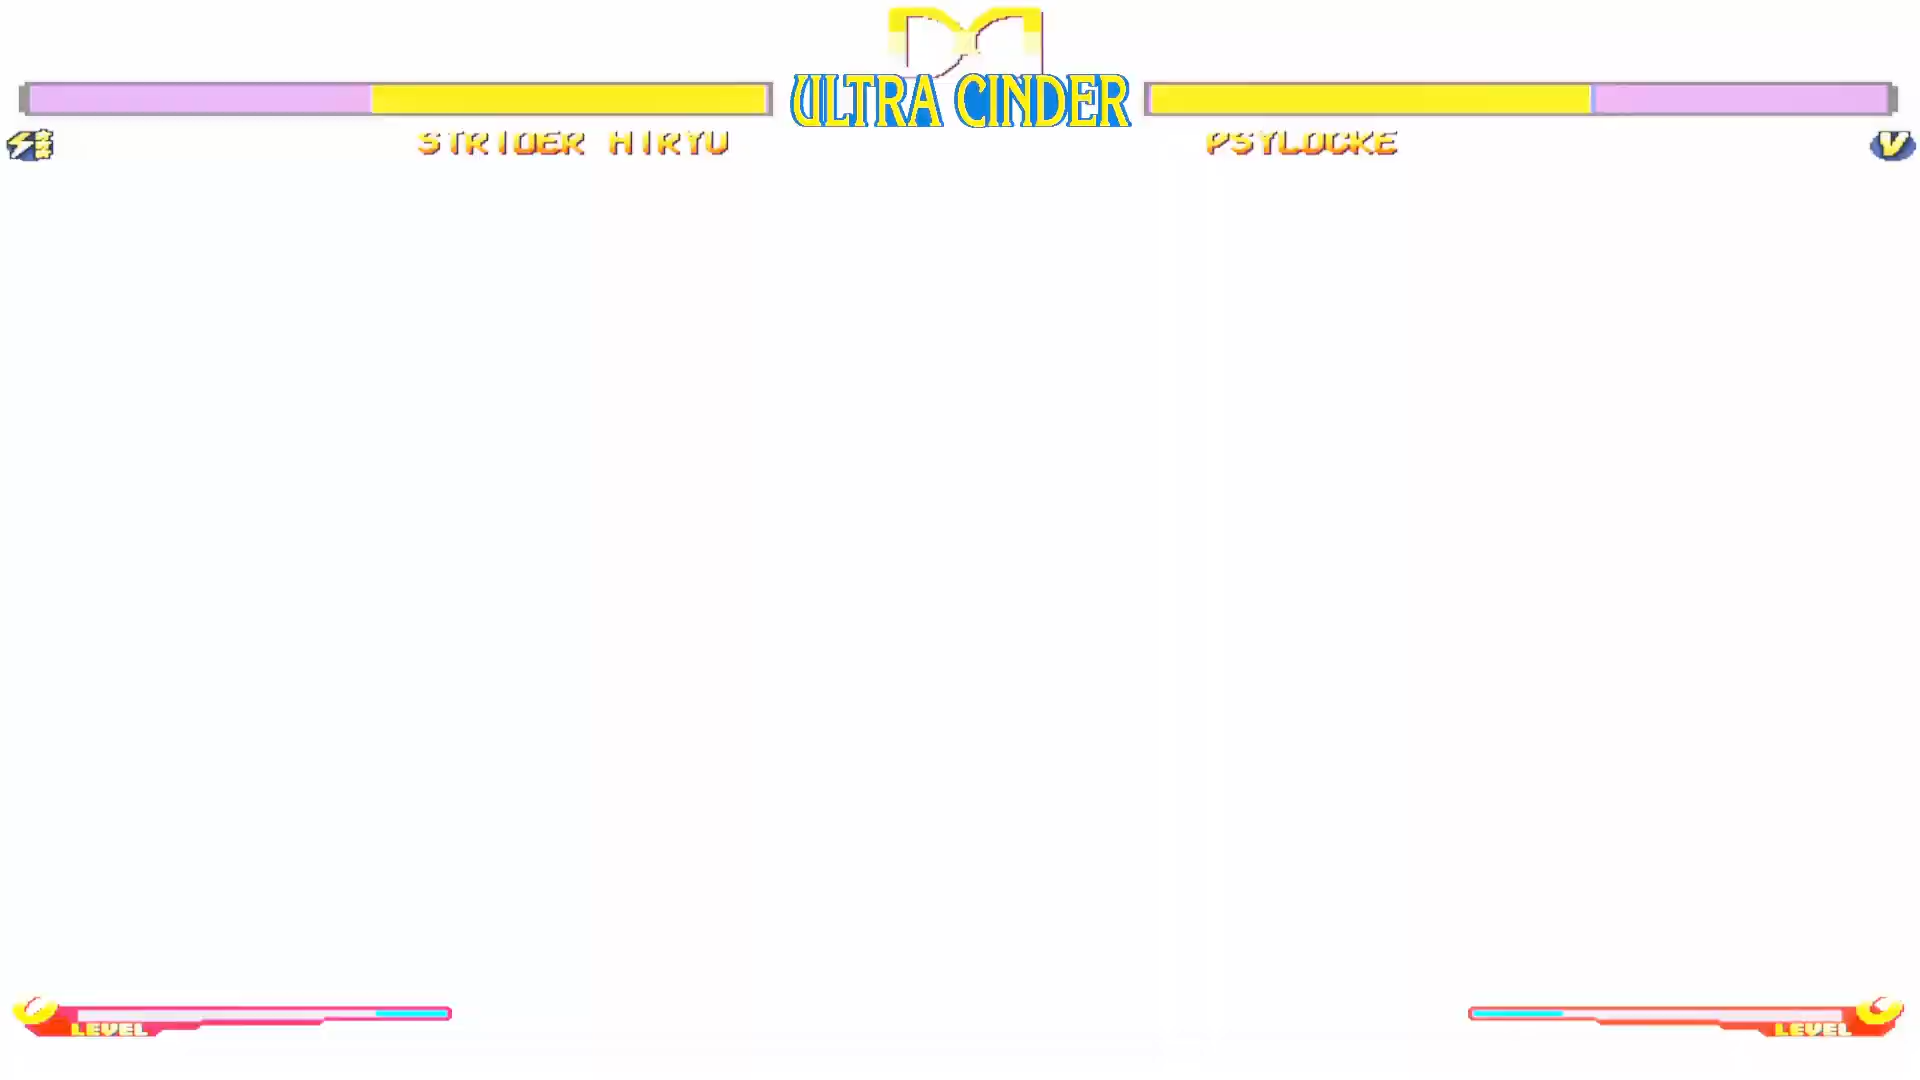 ULTRA CINDER
STRIDER HIRYU
PSYLOCKE
V
LEVEL
LEVEL